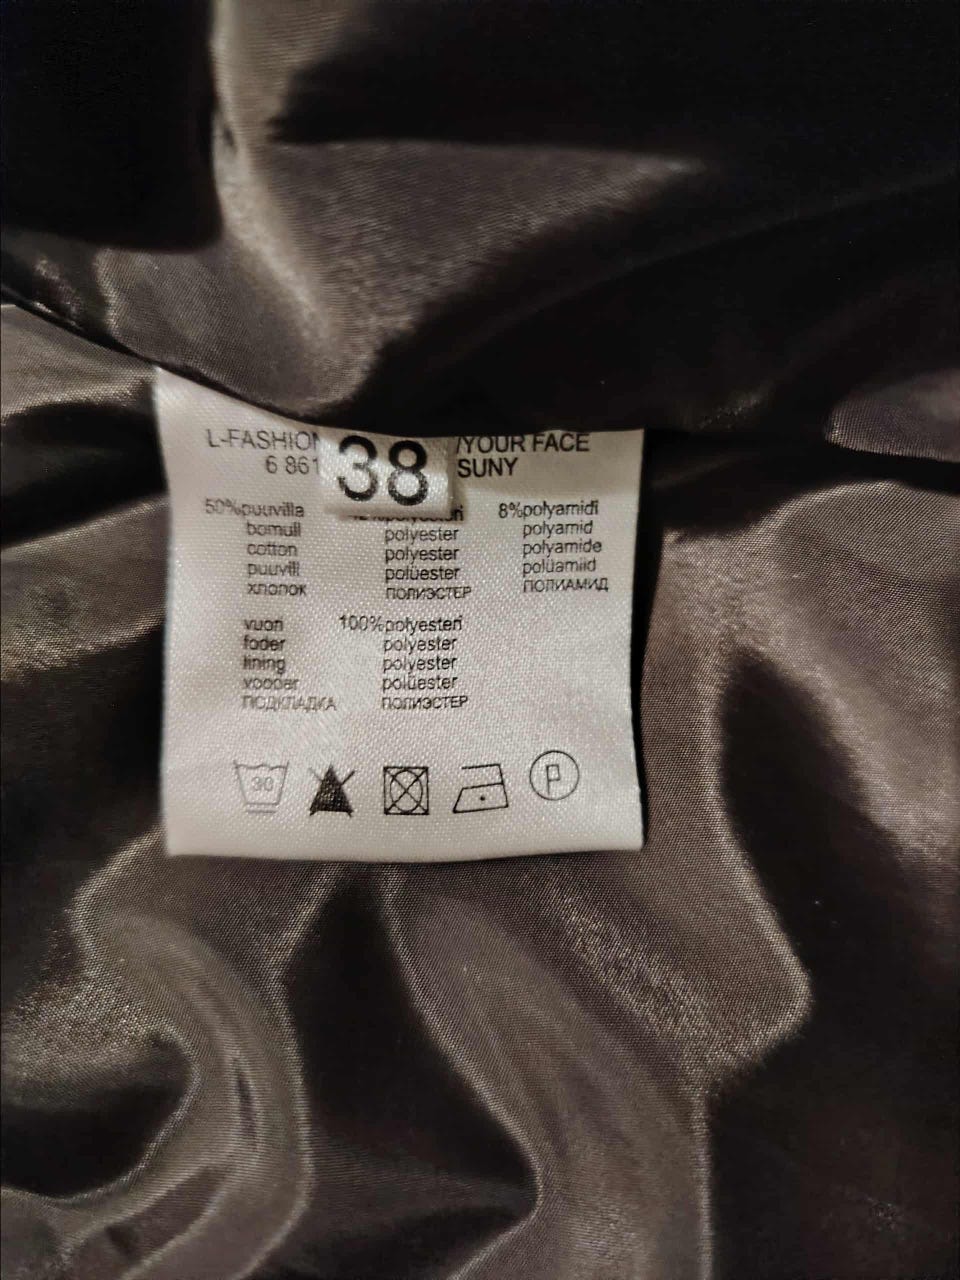 L-FASHION /YOUR FACE
6 861 SUNY
38
50%puuvilla polyesteri 8%polyamidi
bomull polyester polyamid
cotton polyester polyamide
puuvill polüester polüamiid
хлопок ПОЛИЭСТЕР ПОЛИАМИД
vuori 100%polyesteri
foder polyester
lining polyester
vooder polüester
ПОДКЛАДКА ПОЛИЭСТЕР
30
P